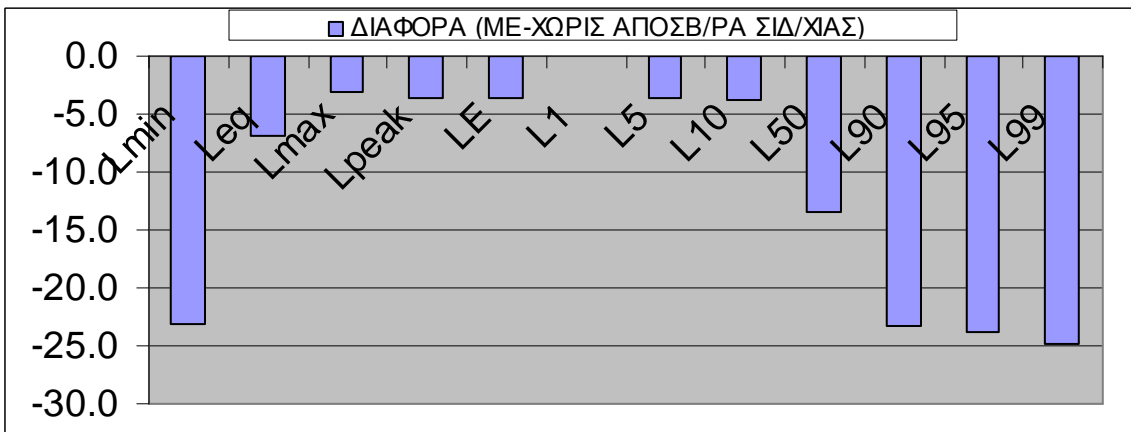 ΔΙΑΦΟΡΑ (ΜΕ-ΧΩΡΙΣ ΑΠΟΣΒ/ΡΑ ΣΙΔ/ΧΙΑΣ)
0.0
-5.0
-10.0
-15.0
-20.0
-25.0
-30.0
Lmin
Leq
Lmax
Lpeak
LE
L1
L5
L10
L50
L90
L95
L99